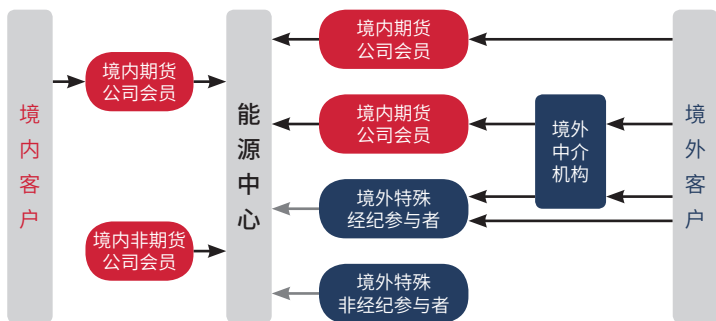 境内客户
境内期货
公司会员
境内非期货
公司会员
能源中心
境内期货
公司会员
境内期货
公司会员
境外特殊
经纪参与者
境外特殊
非经纪参与者
境外
中介
机构
境外客户